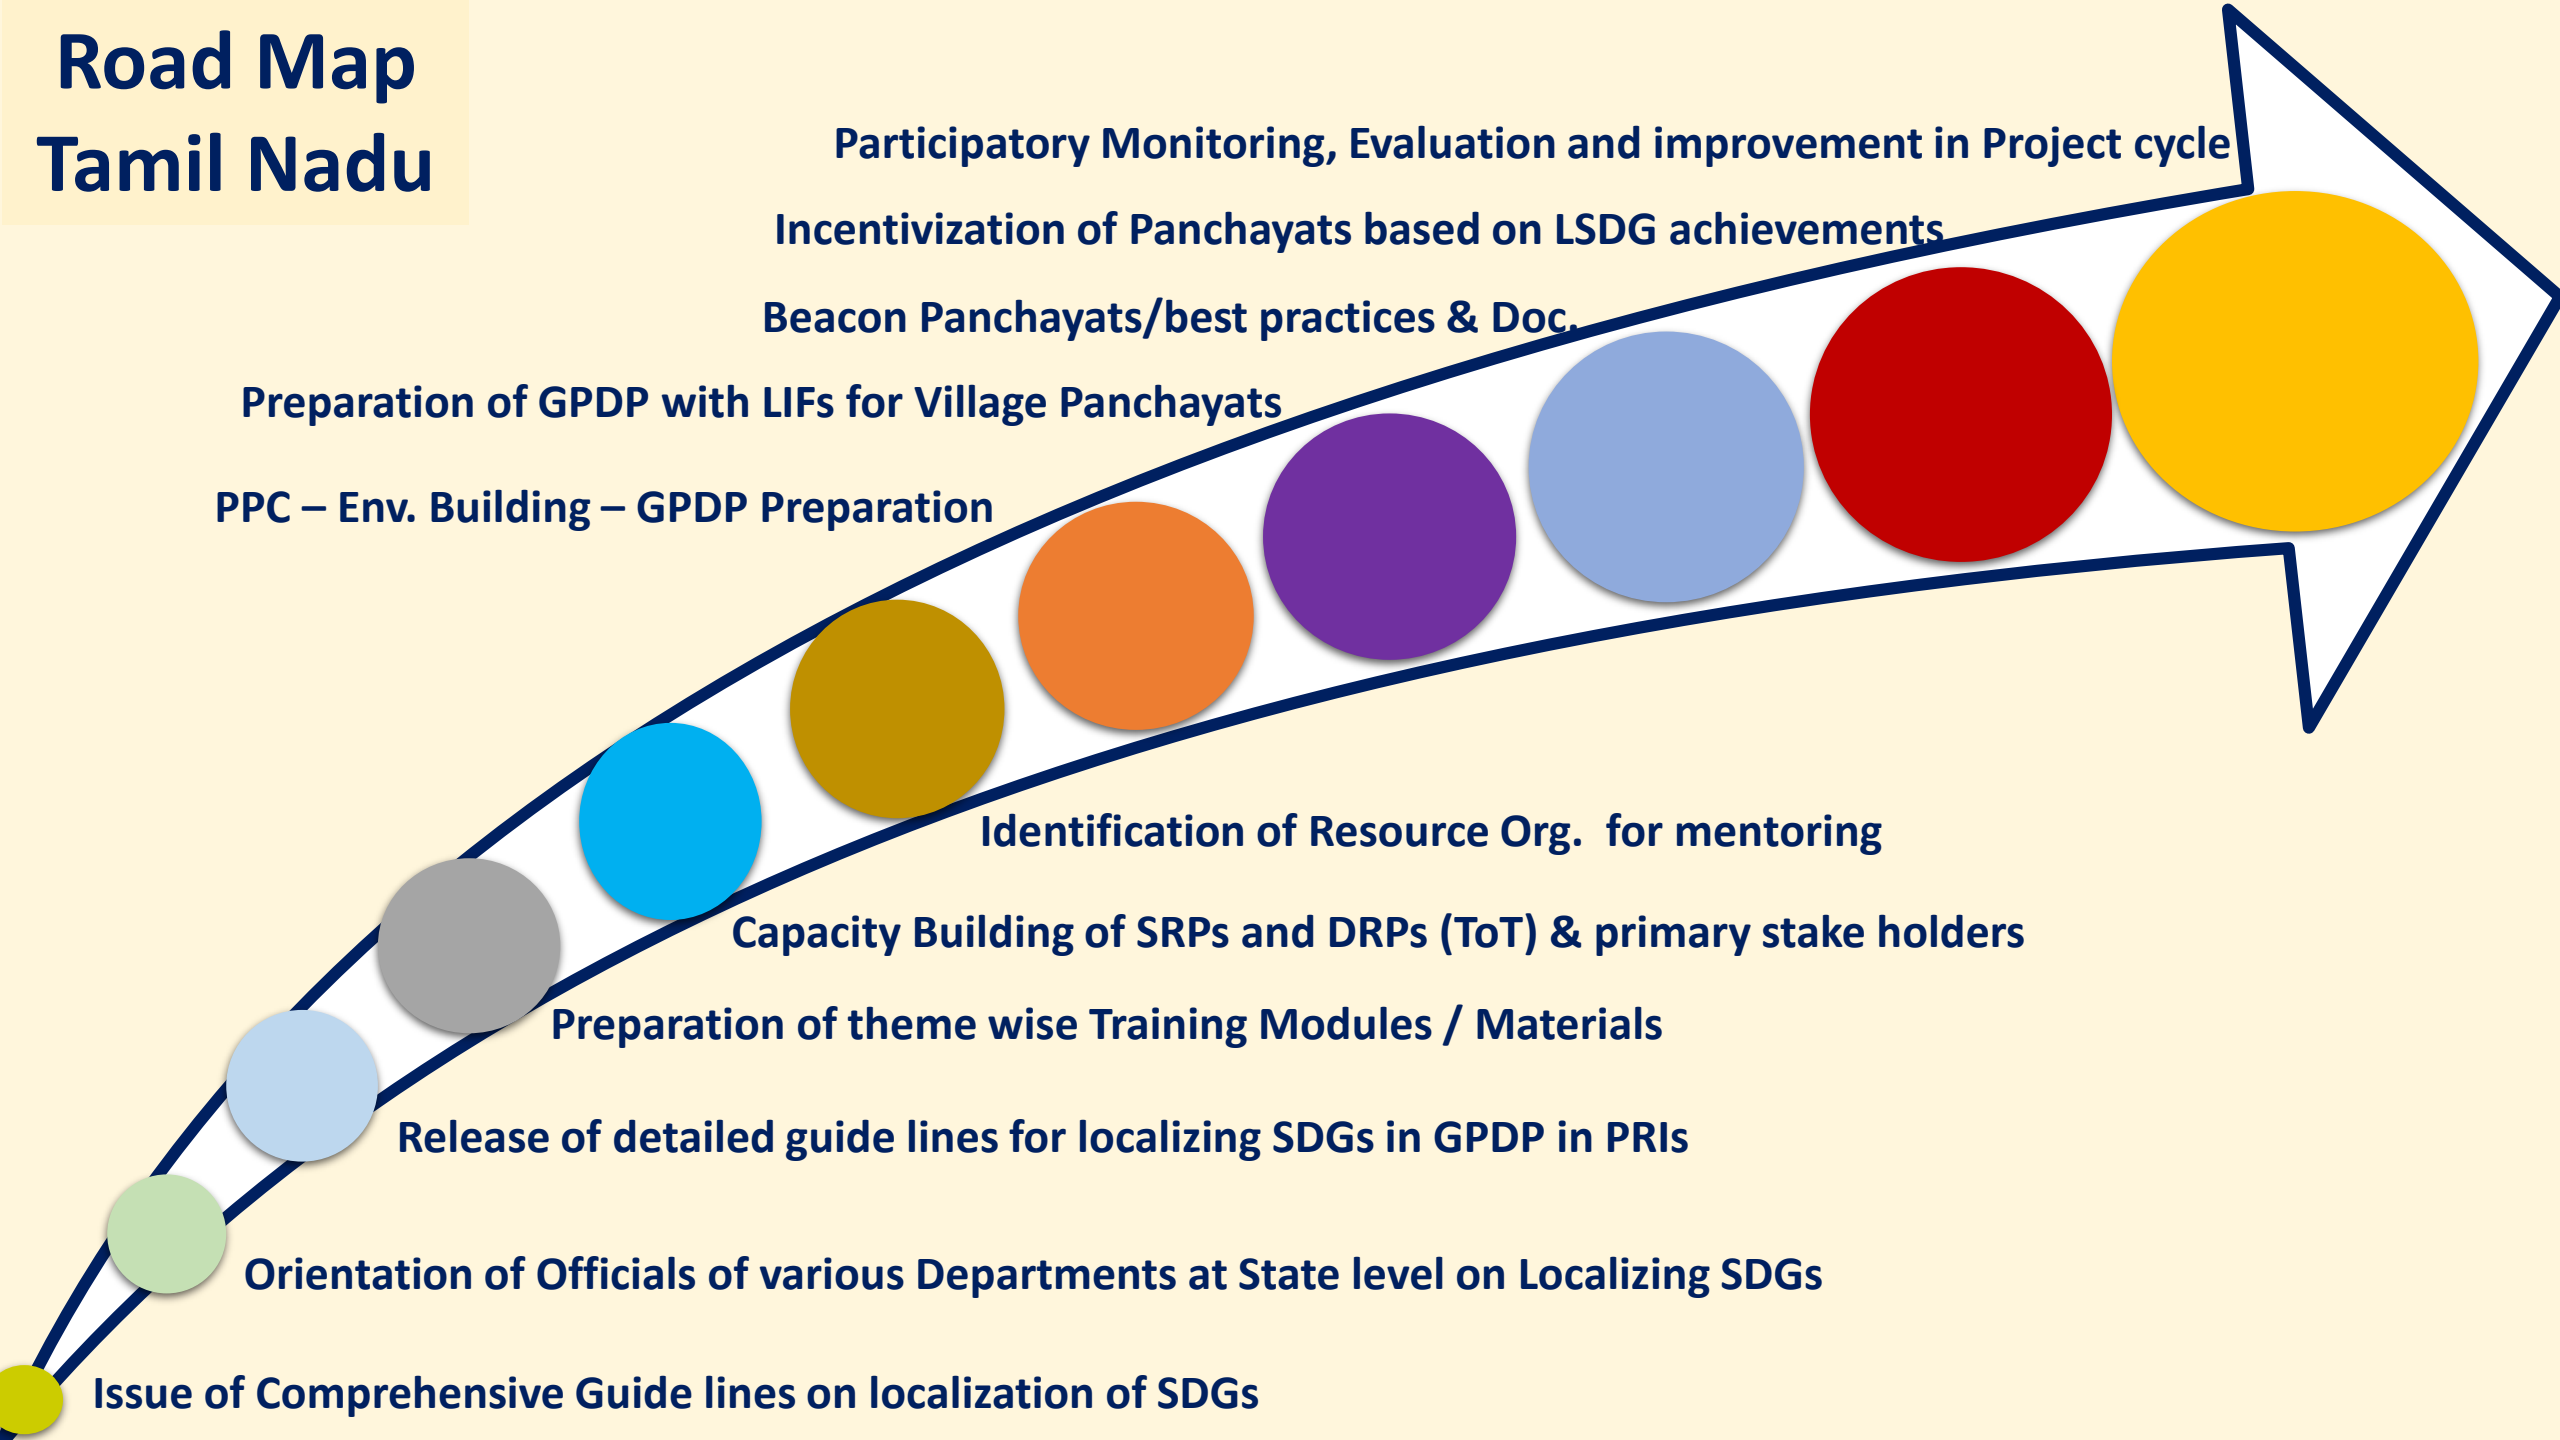 Road Map
Tamil Nadu
Participatory Monitoring, Evaluation and improvement in Project cycle
Incentivization of Panchayats based on LSDG achievements
Beacon Panchayats/best practices & Doc.
Preparation of GPDP with LIFs for Village Panchayats
PPC – Env. Building – GPDP Preparation
Identification of Resource Org.  for mentoring
Capacity Building of SRPs and DRPs (ToT) & primary stake holders
Preparation of theme wise Training Modules / Materials
Release of detailed guide lines for localizing SDGs in GPDP in PRIs
Orientation of Officials of various Departments at State level on Localizing SDGs
Issue of Comprehensive Guide lines on localization of SDGs